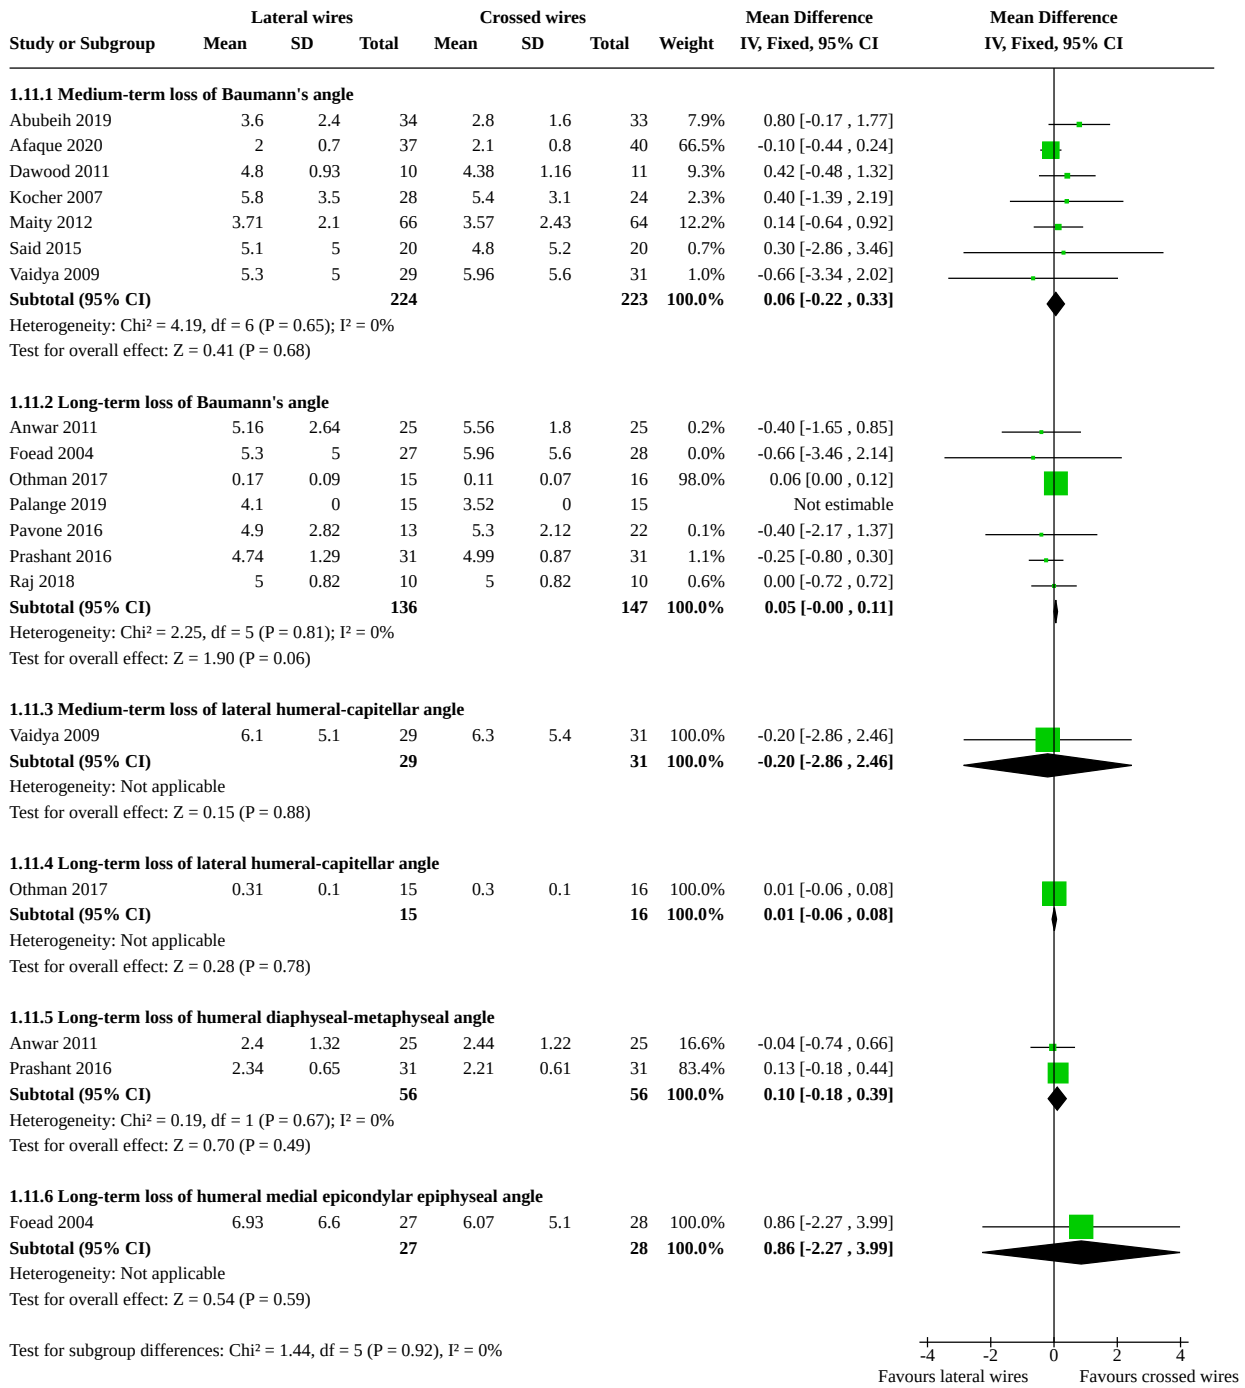 Lateral wires Crossed wires Mean Difference Mean Difference
Study or Subgroup Mean SD Total Mean SD Total Weight IV, Fixed, 95% CI IV, Fixed, 95% CI
1.11.1 Medium-term loss of Baumann's angle
Abubeih 2019 3.6 2.4 34 2.8 1.6 33 7.9% 0.80 [-0.17 , 1.77]
Afaque 2020 2 0.7 37 2.1 0.8 40 66.5% -0.10 [-0.44 , 0.24]
Dawood 2011 4.8 0.93 10 4.38 1.16 11 9.3% 0.42 [-0.48 , 1.32]
Kocher 2007 5.8 3.5 28 5.4 3.1 24 2.3% 0.40 [-1.39 , 2.19]
Maity 2012 3.71 2.1 66 3.57 2.43 64 12.2% 0.14 [-0.64 , 0.92]
Said 2015 5.1 5 20 4.8 5.2 20 0.7% 0.30 [-2.86 , 3.46]
Vaidya 2009 5.3 5 29 5.96 5.6 31 1.0% -0.66 [-3.34 , 2.02]
Subtotal (95% CI) 224 223 100.0% 0.06 [-0.22 , 0.33]
Heterogeneity: Chi² = 4.19, df = 6 (P = 0.65); I² = 0%
Test for overall effect: Z = 0.41 (P = 0.68)
1.11.2 Long-term loss of Baumann's angle
Anwar 2011 5.16 2.64 25 5.56 1.8 25 0.2% -0.40 [-1.65 , 0.85]
Foead 2004 5.3 5 27 5.96 5.6 28 0.0% -0.66 [-3.46 , 2.14]
Othman 2017 0.17 0.09 15 0.11 0.07 16 98.0% 0.06 [0.00 , 0.12]
Palange 2019 4.1 0 15 3.52 0 15 Not estimable
Pavone 2016 4.9 2.82 13 5.3 2.12 22 0.1% -0.40 [-2.17 , 1.37]
Prashant 2016 4.74 1.29 31 4.99 0.87 31 1.1% -0.25 [-0.80 , 0.30]
Raj 2018 5 0.82 10 5 0.82 10 0.6% 0.00 [-0.72 , 0.72]
Subtotal (95% CI) 136 147 100.0% 0.05 [-0.00 , 0.11]
Heterogeneity: Chi² = 2.25, df = 5 (P = 0.81); I² = 0%
Test for overall effect: Z = 1.90 (P = 0.06)
1.11.3 Medium-term loss of lateral humeral-capitellar angle
Vaidya 2009 6.1 5.1 29 6.3 5.4 31 100.0% -0.20 [-2.86 , 2.46]
Subtotal (95% CI) 29 31 100.0% -0.20 [-2.86 , 2.46]
Heterogeneity: Not applicable
Test for overall effect: Z = 0.15 (P = 0.88)
1.11.4 Long-term loss of lateral humeral-capitellar angle
Othman 2017 0.31 0.1 15 0.3 0.1 16 100.0% 0.01 [-0.06 , 0.08]
Subtotal (95% CI) 15 16 100.0% 0.01 [-0.06 , 0.08]
Heterogeneity: Not applicable
Test for overall effect: Z = 0.28 (P = 0.78)
1.11.5 Long-term loss of humeral diaphyseal-metaphyseal angle
Anwar 2011 2.4 1.32 25 2.44 1.22 25 16.6% -0.04 [-0.74 , 0.66]
Prashant 2016 2.34 0.65 31 2.21 0.61 31 83.4% 0.13 [-0.18 , 0.44]
Subtotal (95% CI) 56 56 100.0% 0.10 [-0.18 , 0.39]
Heterogeneity: Chi² = 0.19, df = 1 (P = 0.67); I² = 0%
Test for overall effect: Z = 0.70 (P = 0.49)
1.11.6 Long-term loss of humeral medial epicondylar epiphyseal angle
Foead 2004 6.93 6.6 27 6.07 5.1 28 100.0% 0.86 [-2.27 , 3.99]
Subtotal (95% CI) 27 28 100.0% 0.86 [-2.27 , 3.99]
Heterogeneity: Not applicable
Test for overall effect: Z = 0.54 (P = 0.59)
Test for subgroup differences: Chi² = 1.44, df = 5 (P = 0.92), I² = 0%
-4 -2 0 2 4
Favours lateral wires Favours crossed wires